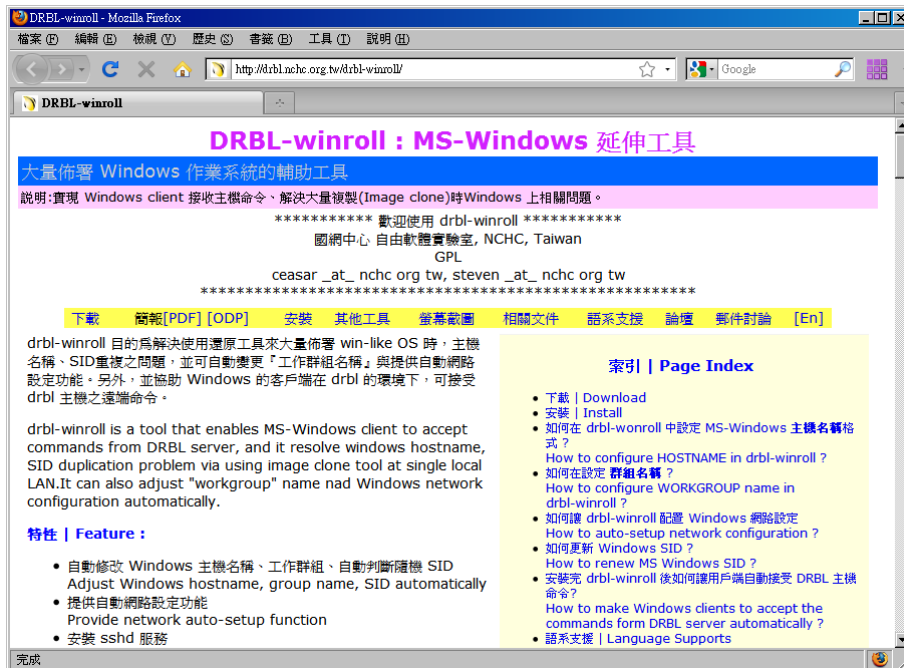 DRBL-winroll - Mozilla Firefox
檔案(F) 編輯(E) 檢視(V) 歷史(S) 書籤(B) 工具(T) 說明(H)
http://drbl.nchc.org.tw/drbl-winroll/
Google
DRBL-winroll
DRBL-winroll : MS-Windows 延伸工具
大量佈署 Windows 作業系統的輔助工具
說明:實現 Windows client 接收主機命令、解決大量複製(Image clone)時Windows 上相關問題。
*********** 歡迎使用 drbl-winroll ***********
國網中心 自由軟體實驗室, NCHC, Taiwan
GPL
ceasar _at_ nchc org tw, steven _at_ nchc org tw
********************************************************
下載 簡報[PDF] [ODP] 安裝 其他工具 螢幕截圖 相關文件 語系支援 論壇 郵件討論 [En]
drbl-winroll 目的為解決使用還原工具來大量佈署 win-like OS 時，主機
名稱、SID重複之問題，並可自動變更『工作群組名稱』與提供自動網路
設定功能。另外，並協助 Windows 的客戶端在 drbl 的環境下，可接受
drbl 主機之遠端命令。
drbl-winroll is a tool that enables MS-Windows client to accept
commands from DRBL server, and it resolve windows hostname,
SID duplication problem via using image clone tool at single local
LAN.It can also adjust "workgroup" name nad Windows network
configuration automatically.
特性 | Feature :
• 自動修改 Windows 主機名稱、工作群組、自動判斷隨機 SID
Adjust Windows hostname, group name, SID automatically
• 提供自動網路設定功能
Provide network auto-setup function
• 安裝 sshd 服務
索引 | Page Index
• 下載 | Download
• 安裝 | Install
• 如何在 drbl-wonroll 中設定 MS-Windows 主機名稱格
式 ?
How to configure HOSTNAME in drbl-winroll ?
• 如何在設定 群組名稱 ?
How to configure WORKGROUP name in
drbl-winroll ?
• 如何讓 drbl-winroll 配置 Windows 網路設定
How to auto-setup network configuration ?
• 如何更新 Windows SID ?
How to renew MS Windows SID ?
• 安裝完 drbl-winroll 後如何讓用戶端自動接受 DRBL 主機
命令?
How to make Windows clients to accept the
commands form DRBL server automatically ?
• 語系支援 | Language Supports
完成